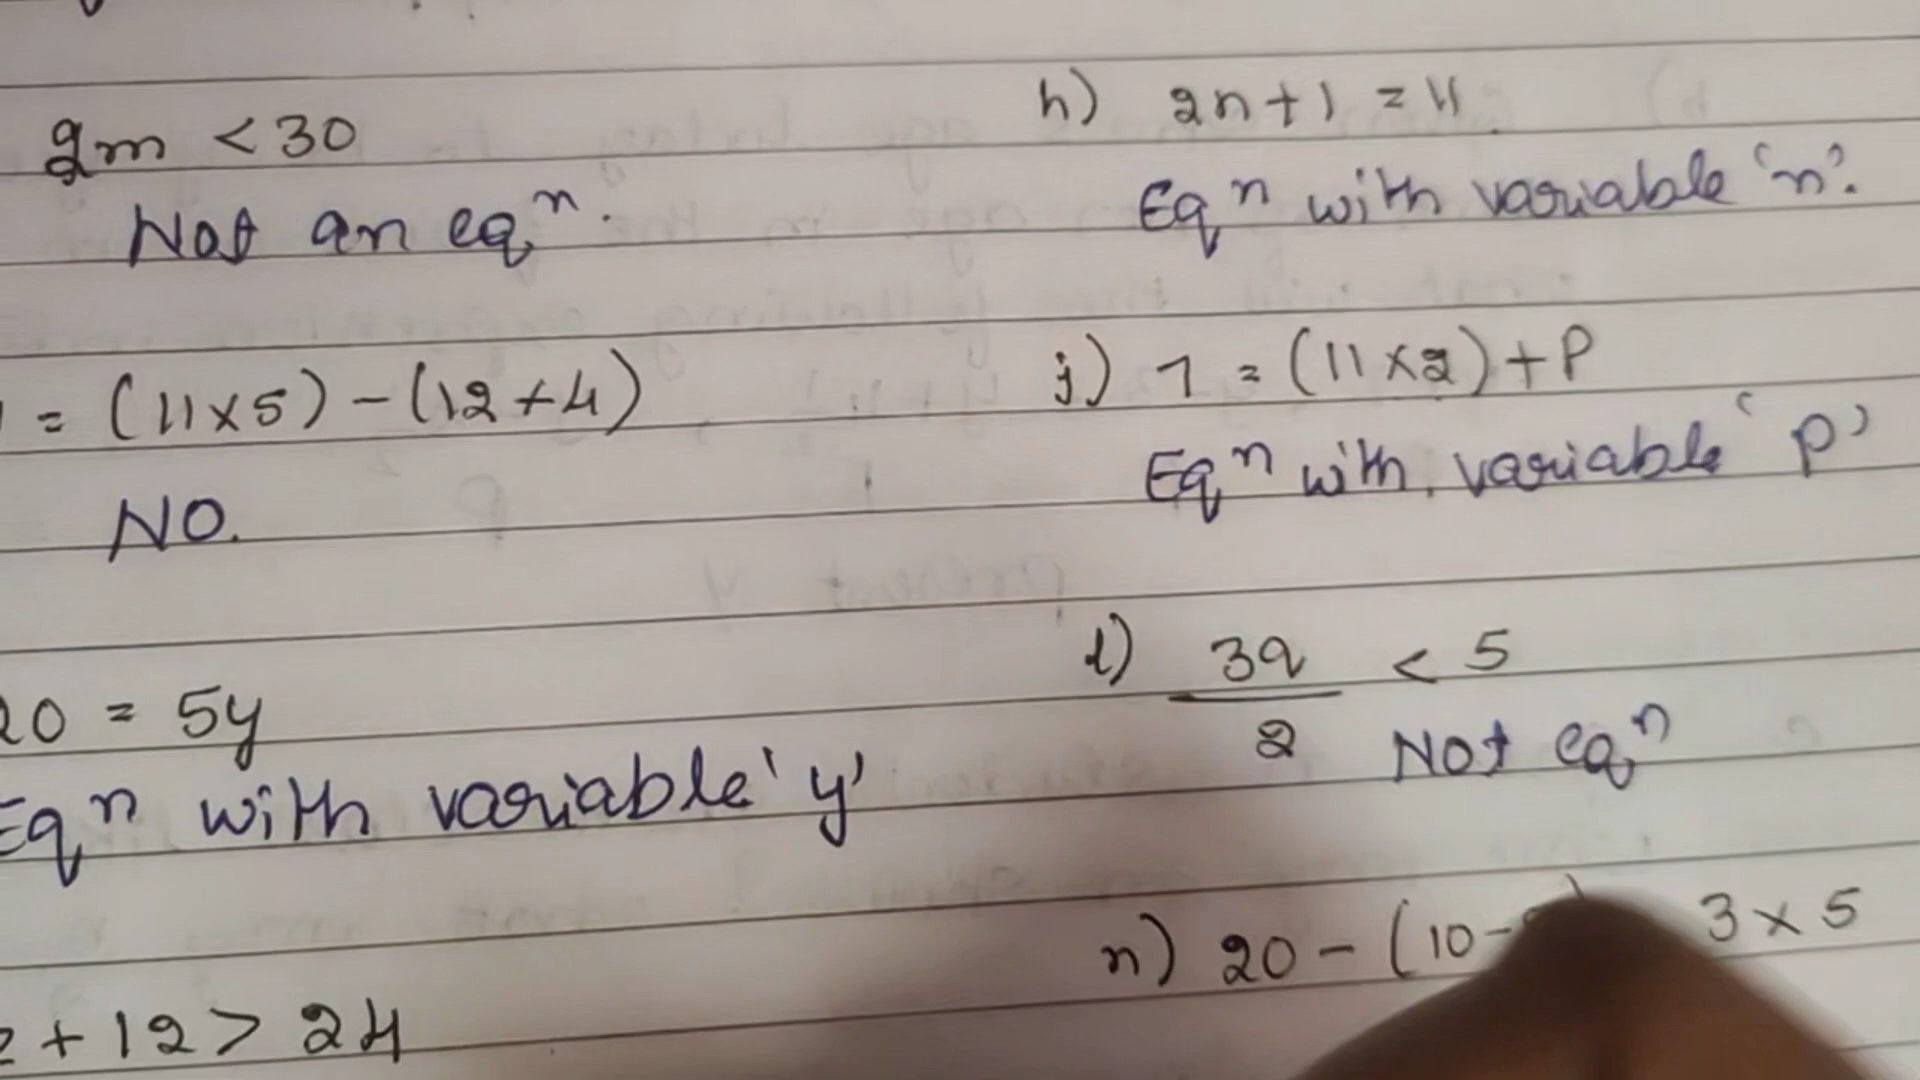 2m < 30
Not an eqⁿ.
h) 2n+1 = 11
Eqⁿ with variable 'n'.
= (11×5) - (12+4)
NO.
j) 7 = (11×2)+P
Eqⁿ with variable 'p'
20 = 5y
Eqⁿ with variable 'y'
l) 3q/2 < 5
Not eqⁿ
+ 12 > 24
n) 20 - (10- 3 × 5